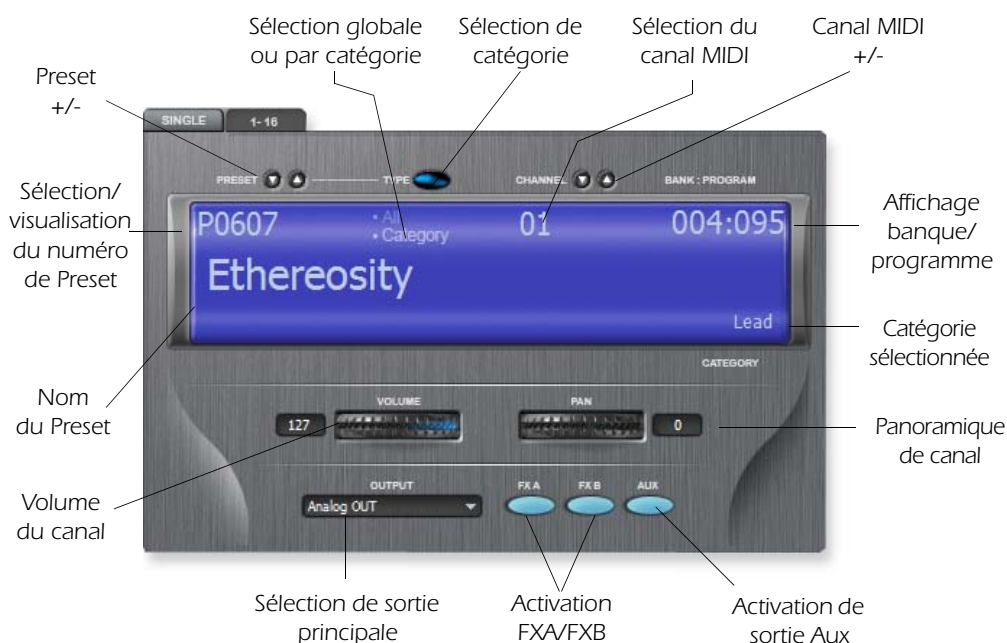 Sélection globale
ou par catégorie
Sélection de
catégorie
Sélection du
canal MIDI
Canal MIDI
+/-
Preset
+/-
SINGLE
1- 16
PRESET
TYPE
CHANNEL
BANK : PROGRAM
Sélection/
visualisation
du numéro
de Preset
P0607
• All
• Category
01
004:095
Affichage
banque/
programme
Ethereosity
Lead
Catégorie
sélectionnée
CATEGORY
Nom
du Preset
VOLUME
PAN
127
0
Panoramique
de canal
Volume
du canal
OUTPUT
FX A
FX B
AUX
Analog OUT
Sélection de sortie
principale
Activation
FXA/FXB
Activation de
sortie Aux